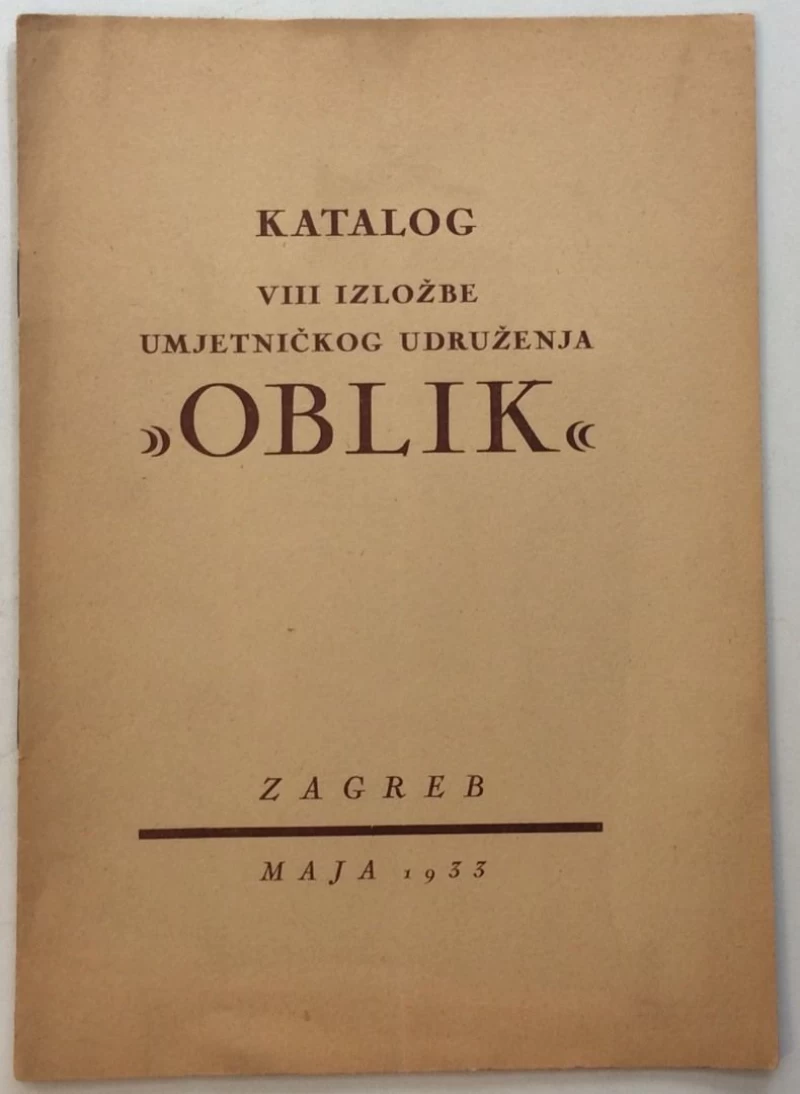 KATALOG
VIII IZLOŽBE
UMJETNIČKOG UDRUŽENJA
»OBLIK«
ZAGREB
MAJA 1933